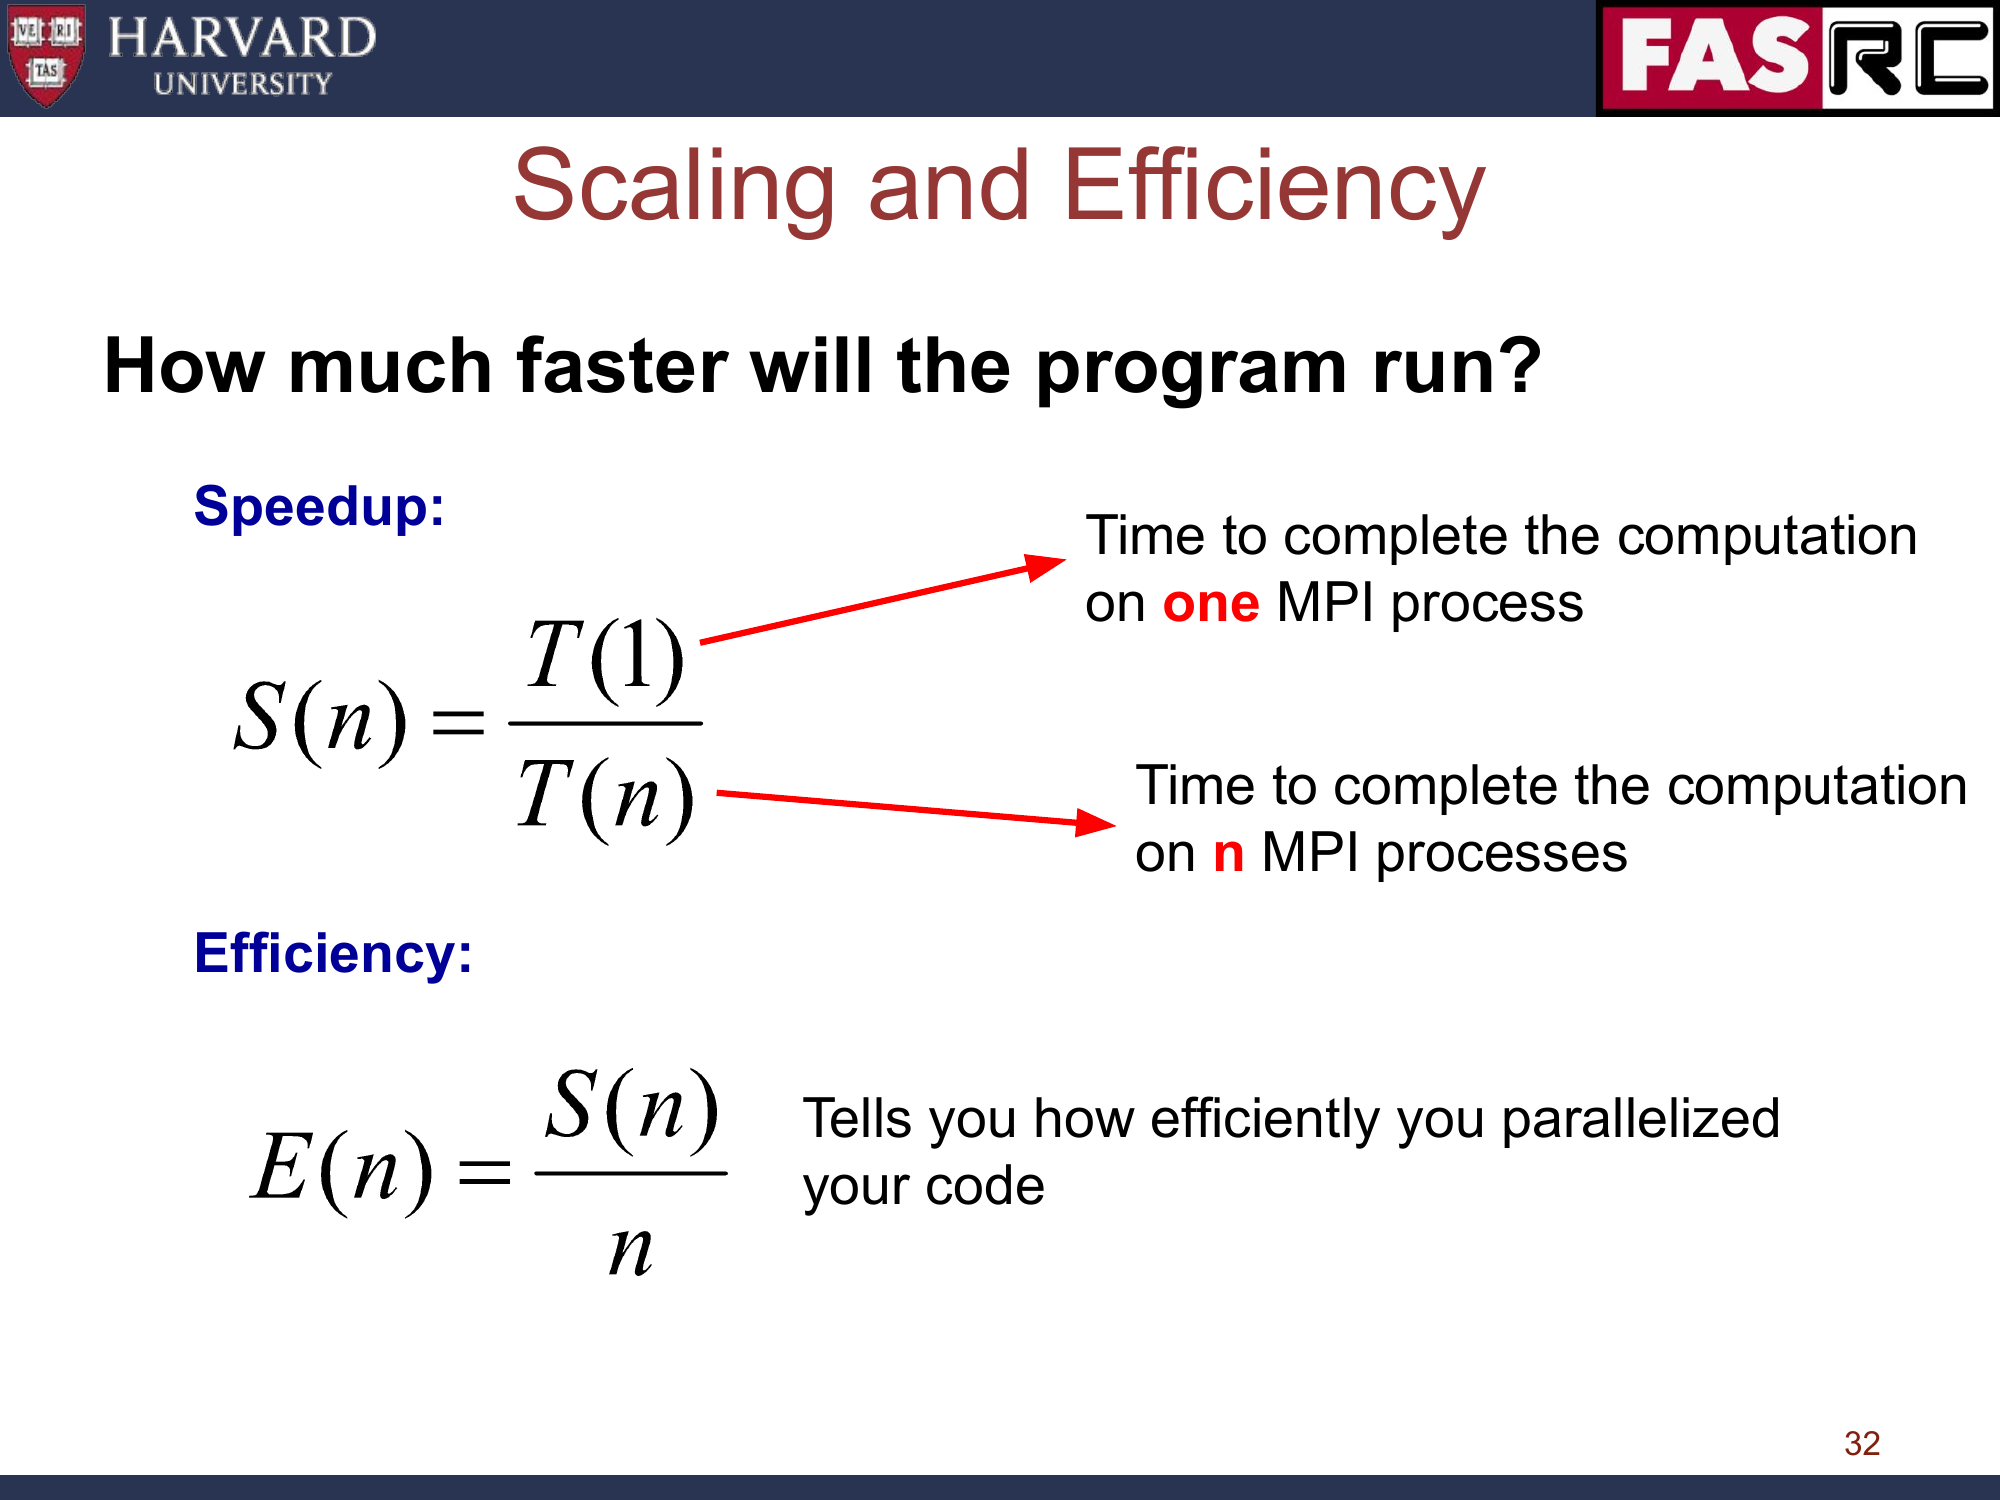 VE RI
TAS
HARVARD
UNIVERSITY
FAS RC
Scaling and Efficiency
How much faster will the program run?
Speedup:
S(n) = T(1) / T(n)
Time to complete the computation
on one MPI process
Time to complete the computation
on n MPI processes
Efficiency:
E(n) = S(n) / n
Tells you how efficiently you parallelized
your code
32